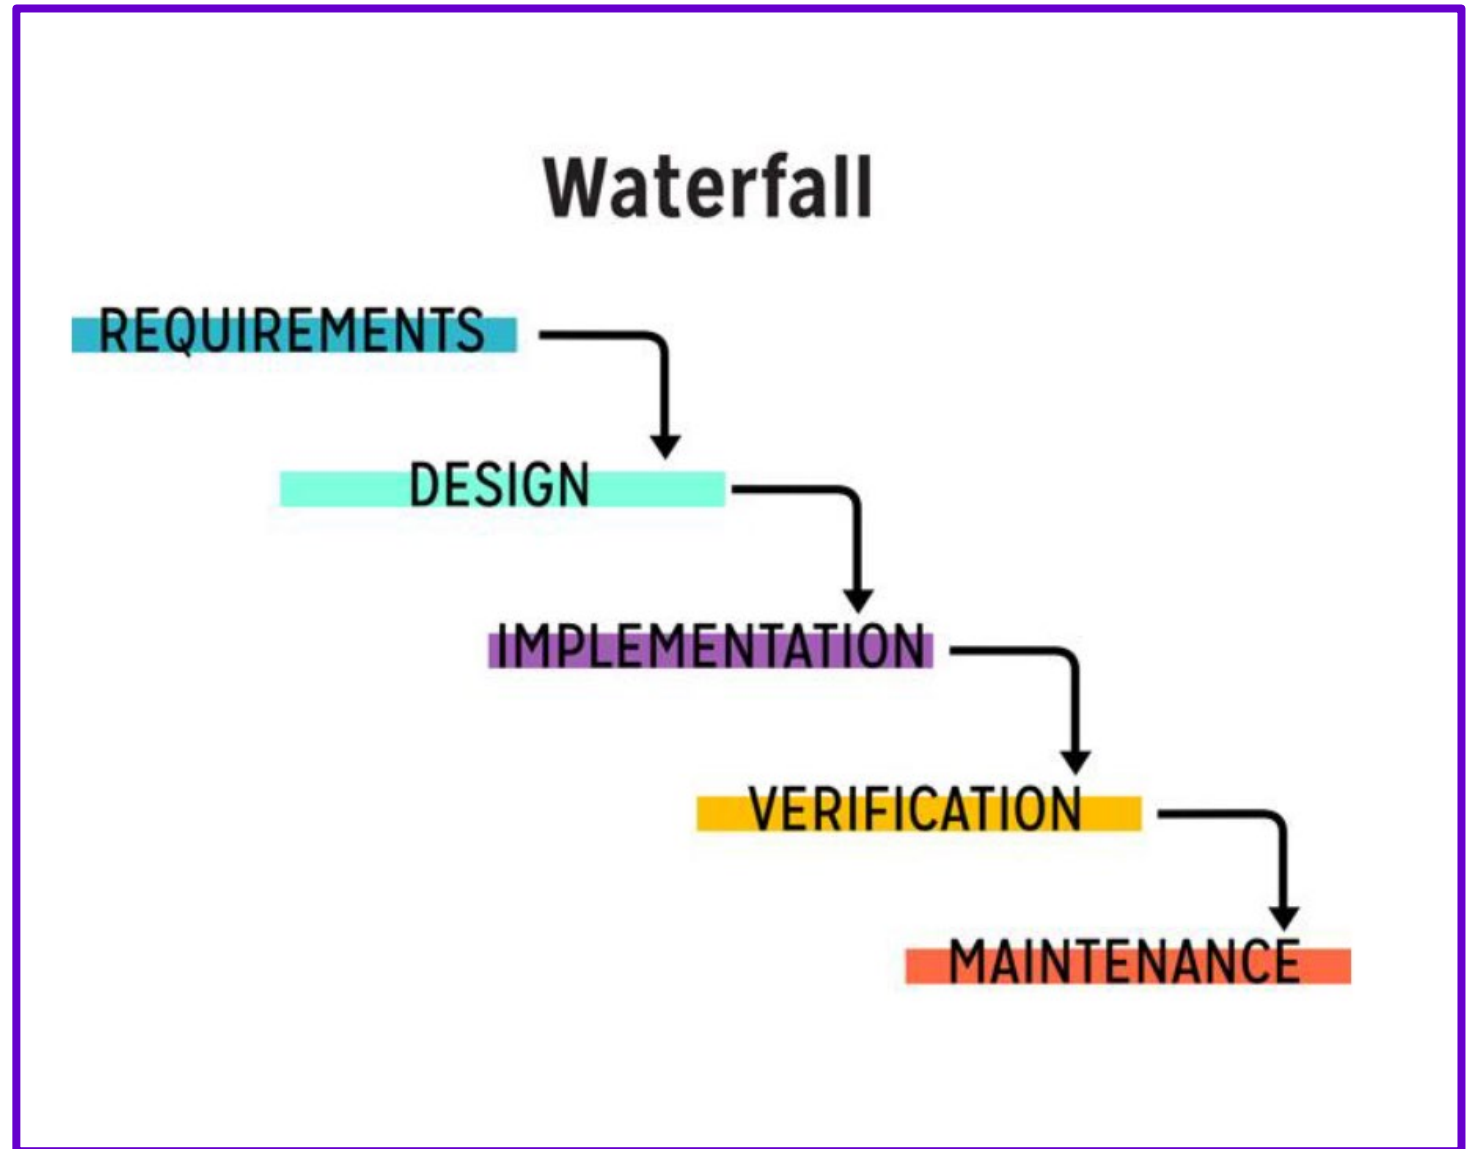 Waterfall
REQUIREMENTS
DESIGN
IMPLEMENTATION
VERIFICATION
MAINTENANCE